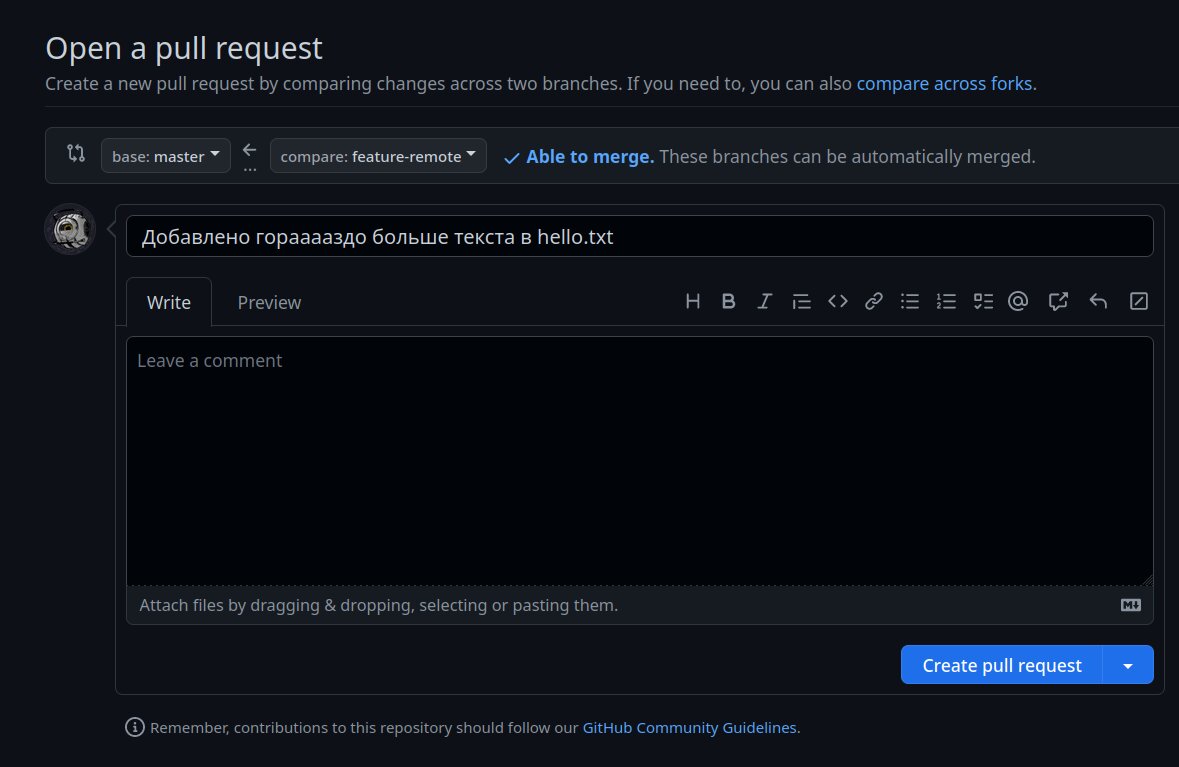 Open a pull request
Create a new pull request by comparing changes across two branches. If you need to, you can also compare across forks.
base: master ← compare: feature-remote ✓ Able to merge. These branches can be automatically merged.
...
Добавлено горааааздо больше текста в hello.txt
Write Preview
Leave a comment
Attach files by dragging & dropping, selecting or pasting them.
Create pull request
Remember, contributions to this repository should follow our GitHub Community Guidelines.